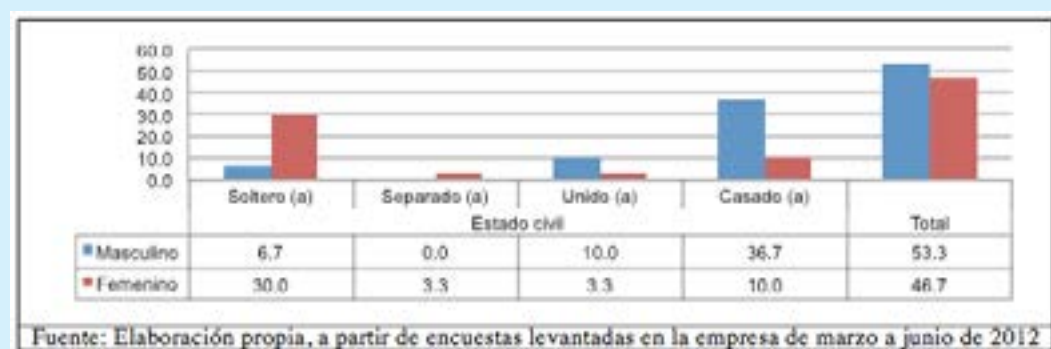 60.0
50.0
40.0
30.0
20.0
10.0
0.0
Soltero (a) Separado (a) Unido (a) Casado (a)
Estado civil Total
Masculino 6.7 0.0 10.0 36.7 53.3
Femenino 30.0 3.3 3.3 10.0 46.7
Fuente: Elaboración propia, a partir de encuestas levantadas en la empresa de marzo a junio de 2012